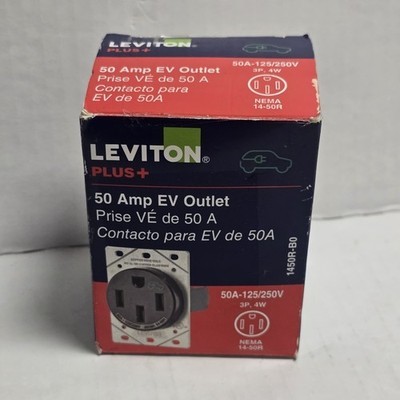 LEVITON
PLUS+
50 Amp EV Outlet
Prise VÉ de 50 A
Contacto para
EV de 50A
50A-125/250V
3P, 4W
NEMA
14-50R
LEVITON®
PLUS+
50 Amp EV Outlet
Prise VÉ de 50 A
Contacto para EV de 50A
1450R-B0
50A-125/250V
3P, 4W
NEMA
14-50R